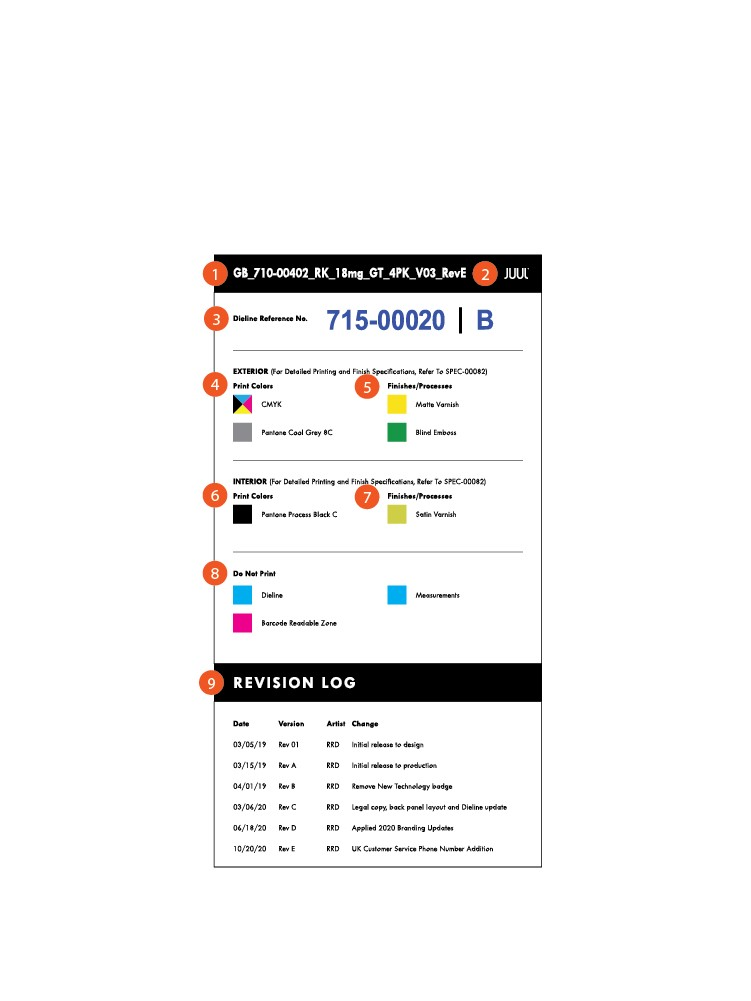 1 GB_710-00402_RK_18mg_GT_4PK_V03_RevE 2 JUUL
3 Dieline Reference No. 715-00020 | B
EXTERIOR (For Detailed Printing and Finish Specifications, Refer To SPEC-00082)
4 Print Colors 5 Finishes/Processes
CMYK Matte Varnish
Pantone Cool Grey 8C Blind Emboss
INTERIOR (For Detailed Printing and Finish Specifications, Refer To SPEC-00082)
6 Print Colors 7 Finishes/Processes
Pantone Process Black C Satin Varnish
8 Do Not Print
Dieline Measurements
Barcode Readable Zone
9 REVISION LOG
Date Version Artist Change
03/05/19 Rev 01 RRD Initial release to design
03/15/19 Rev A RRD Initial release to production
04/01/19 Rev B RRD Remove New Technology badge
03/06/20 Rev C RRD Legal copy, back panel layout and Dieline update
06/18/20 Rev D RRD Applied 2020 Branding Updates
10/20/20 Rev E RRD UK Customer Service Phone Number Addition